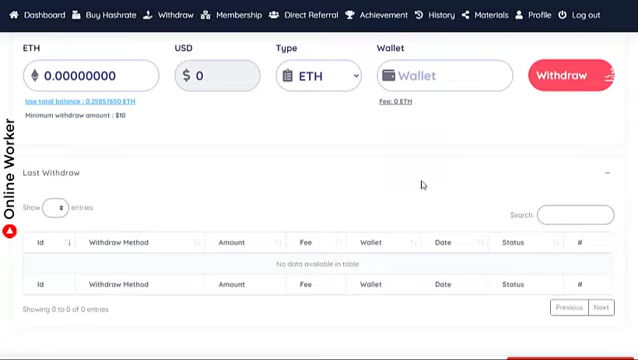 Dashboard Buy Hashrate Withdraw Membership Direct Referral Achievement History Materials Profile Log out
ETH USD Type Wallet
0.00000000 $ 0 ETH Wallet Withdraw
Use total balance : 0.25857650 ETH Fee: 0 ETH
Minimum withdraw amount : $10
Online Worker
Last Withdraw
Show entries
Search:
Id Withdraw Method Amount Fee Wallet Date Status #
No data available in table
Id Withdraw Method Amount Fee Wallet Date Status #
Showing 0 to 0 of 0 entries Previous Next